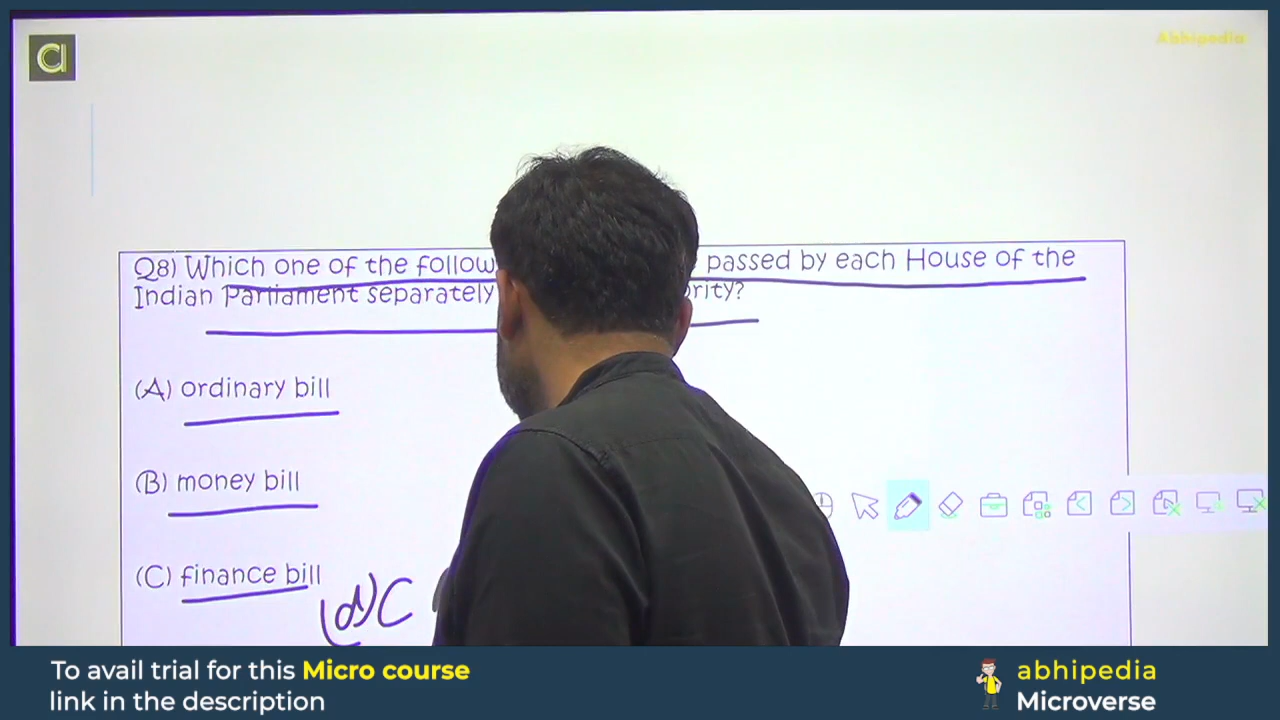 Abhipedia
Q8) Which one of the follow passed by each House of the
Indian Parliament separately rity?
(A) ordinary bill
(B) money bill
(C) finance bill
To avail trial for this Micro course
link in the description
abhipedia
Microverse